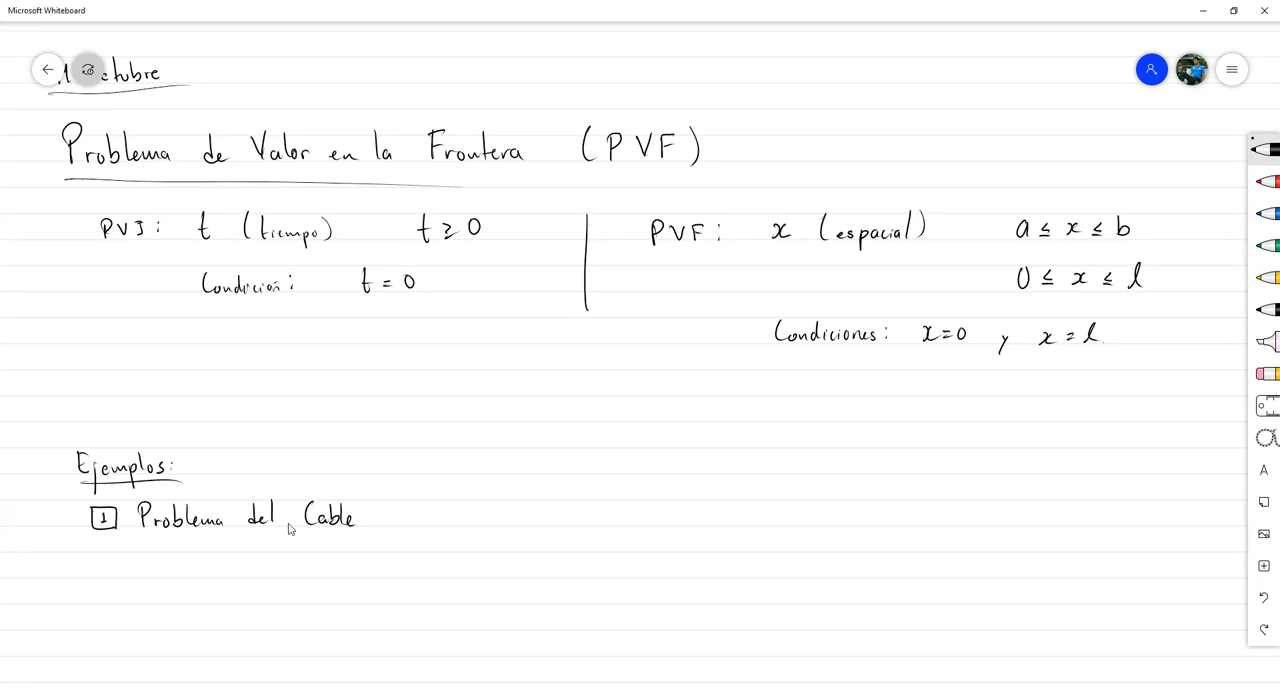 Microsoft Whiteboard
Problema de Valor en la Frontera (PVF)
PVI: t (tiempo) t ≥ 0
Condición: t = 0
PVF: x (espacial) a ≤ x ≤ b
0 ≤ x ≤ l
Condiciones: x=0 y x = l.
Ejemplos:
1 Problema del Cable
A